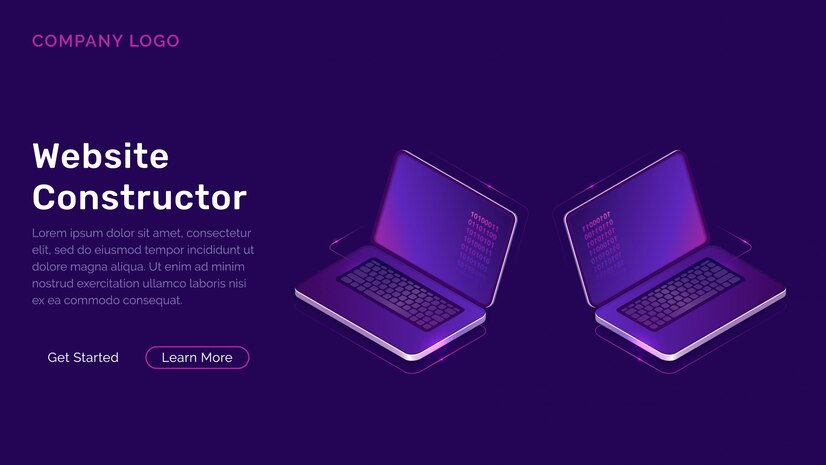 COMPANY LOGO
Website
Constructor
Lorem ipsum dolor sit amet, consectetur
elit, sed do eiusmod tempor incididunt ut
dolore magna aliqua. Ut enim ad minim
nostrud exercitation ullamco laboris nisi
ex ea commodo consequat.
Get Started
Learn More